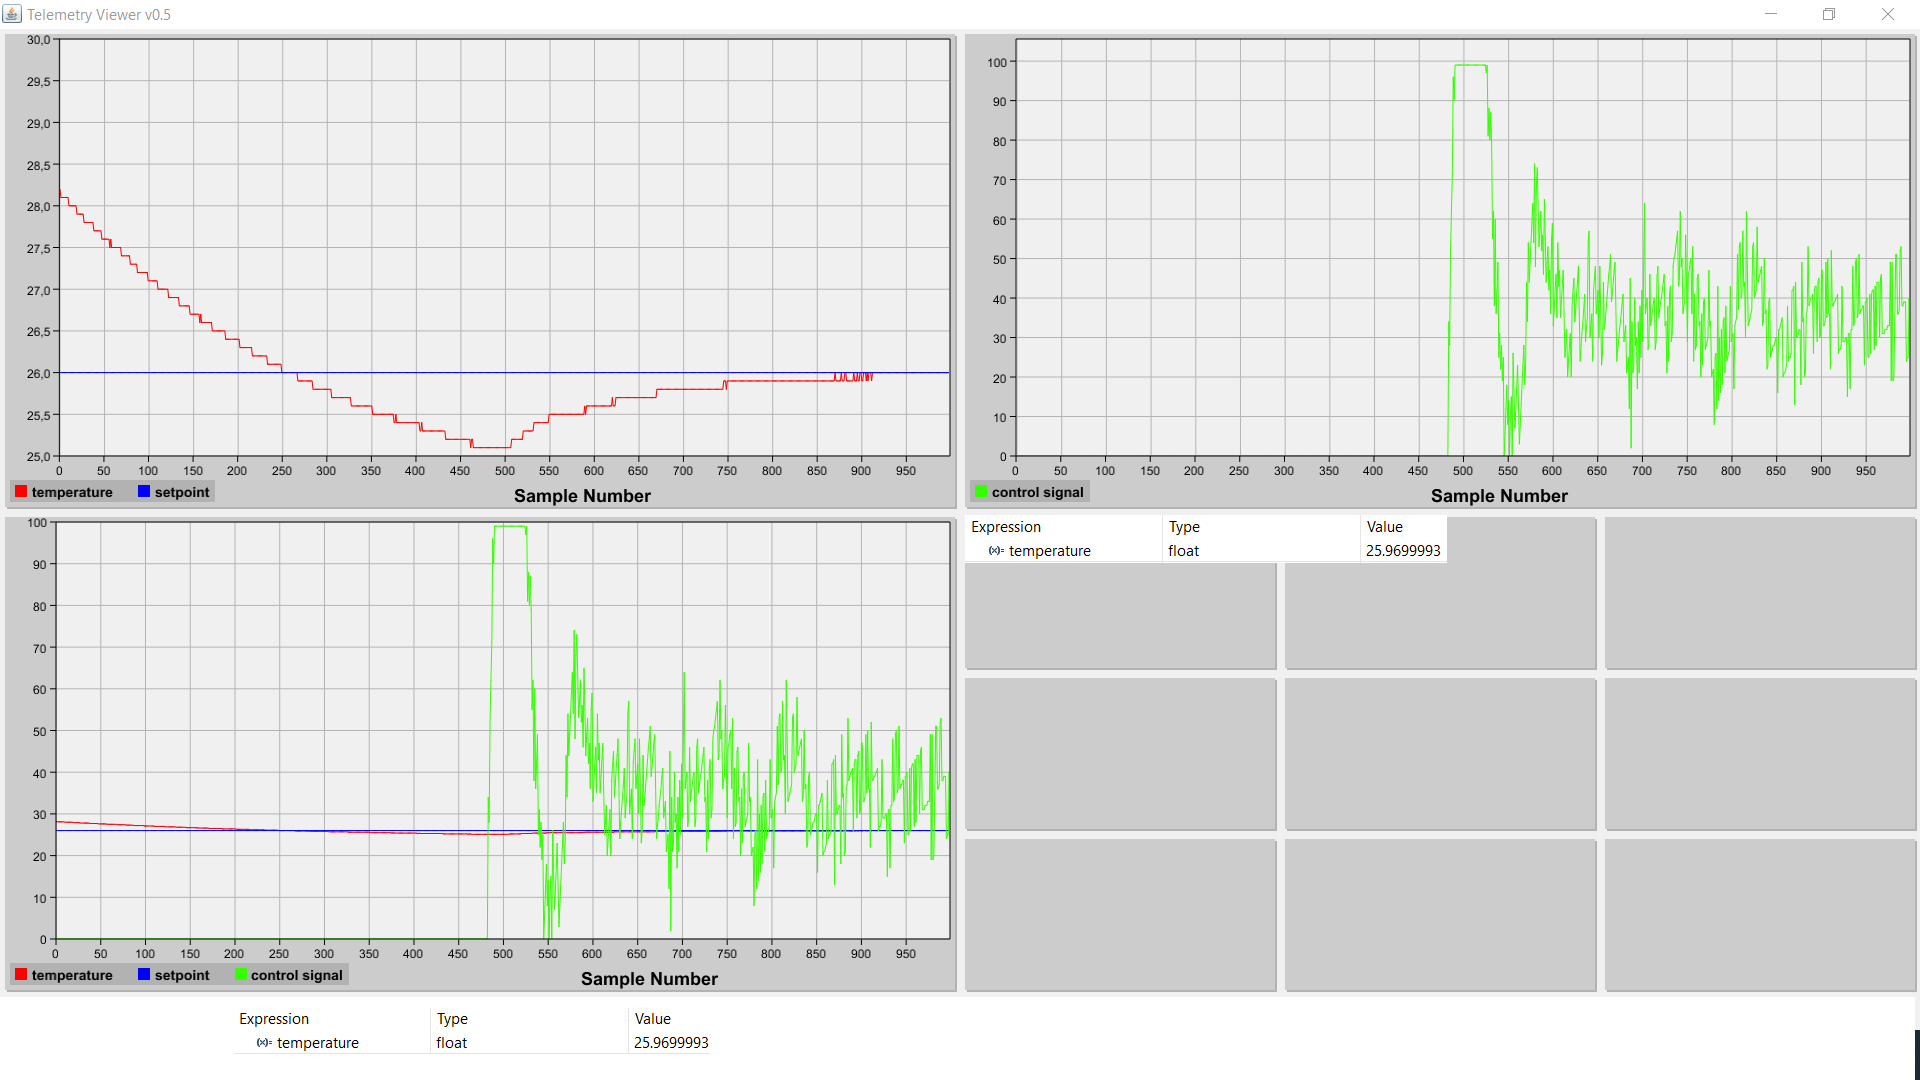 Telemetry Viewer v0.5
30,0
29,5
29,0
28,5
28,0
27,5
27,0
26,5
26,0
25,5
25,0
0 50 100 150 200 250 300 350 400 450 500 550 600 650 700 750 800 850 900 950
temperature setpoint
Sample Number
100
90
80
70
60
50
40
30
20
10
0
0 50 100 150 200 250 300 350 400 450 500 550 600 650 700 750 800 850 900 950
control signal
Sample Number
100
90
80
70
60
50
40
30
20
10
0
0 50 100 150 200 250 300 350 400 450 500 550 600 650 700 750 800 850 900 950
temperature setpoint control signal
Sample Number
Expression Type Value
(x)= temperature float 25.9699993
Expression Type Value
(x)= temperature float 25.9699993